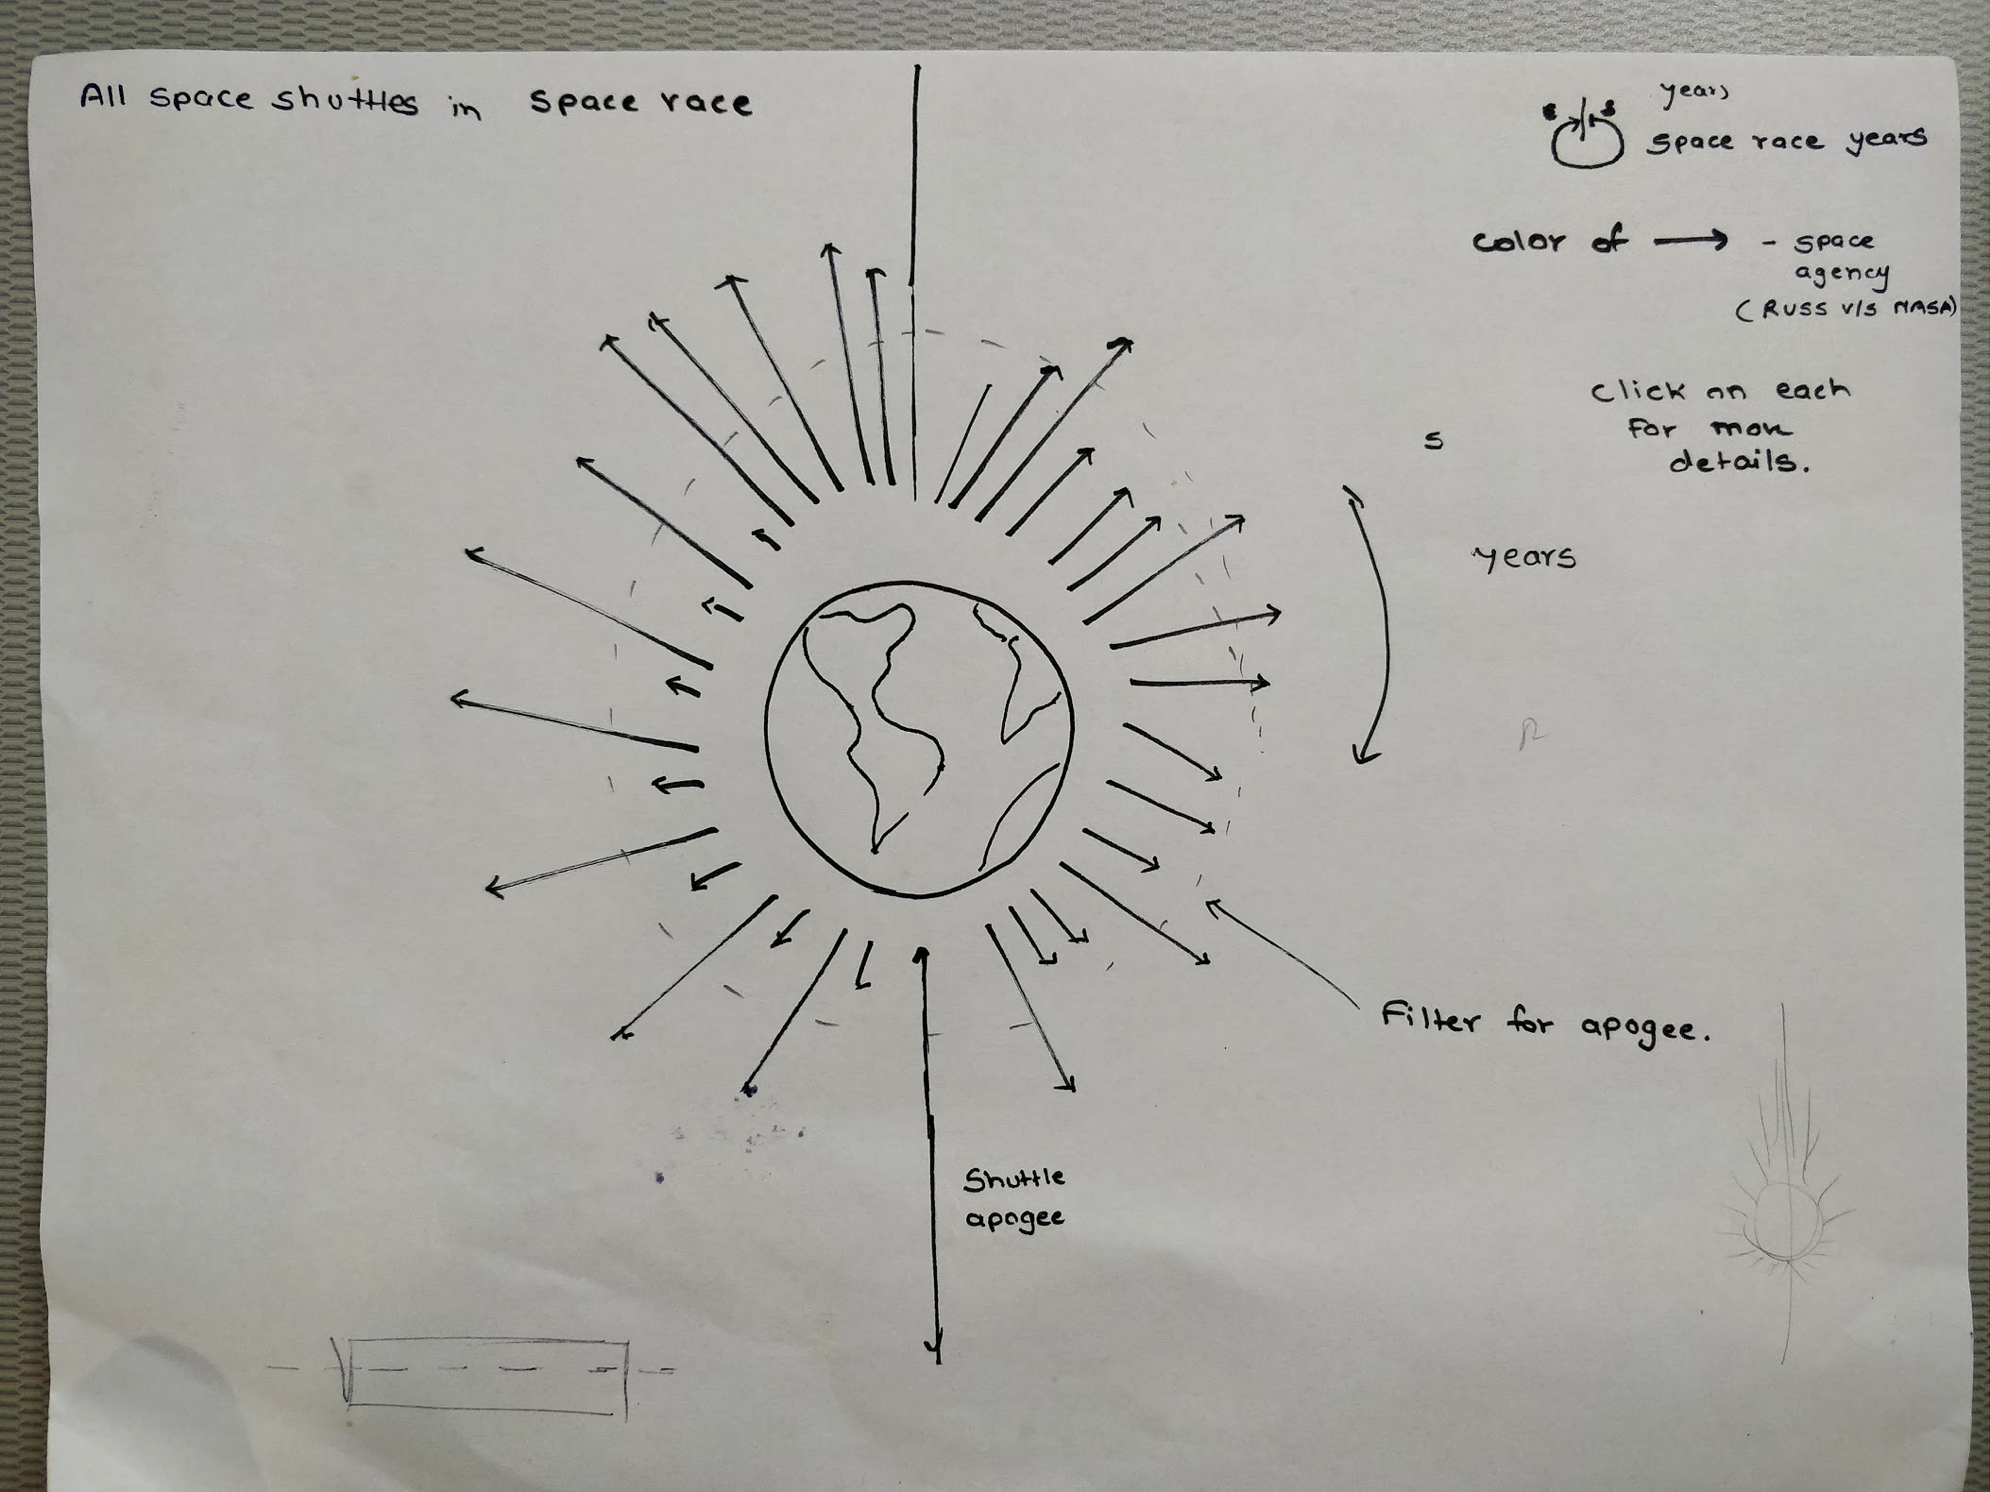 All space shuttles in space race
years
E S
space race years
color of → - space
agency
(RUSS v/s NASA)
click on each
for more
details.
s
years
R
Filter for apogee.
Shuttle
apogee